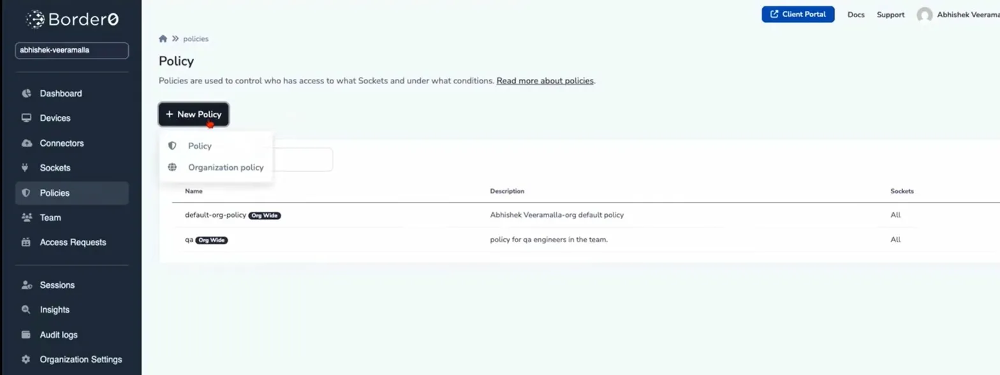 Border0
abhishek-veeramalla
Dashboard
Devices
Connectors
Sockets
Policies
Team
Access Requests
Sessions
Insights
Audit logs
Organization Settings
Client Portal Docs Support Abhishek Veerama
policies
Policy
Policies are used to control who has access to what Sockets and under what conditions. Read more about policies.
+ New Policy
Policy
Organization policy
Name Description Sockets
default-org-policy Org Wide Abhishek Veeramalla-org default policy All
qa Org Wide policy for qa engineers in the team. All